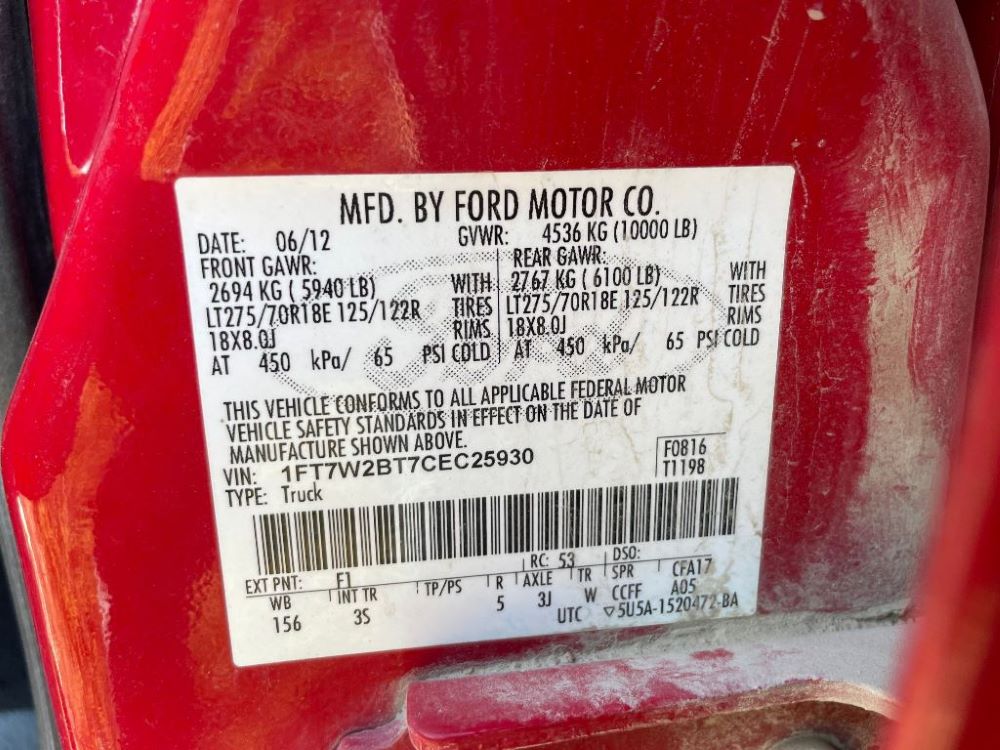 MFD. BY FORD MOTOR CO.
DATE: 06/12 GVWR: 4536 KG (10000 LB)
FRONT GAWR: REAR GAWR:
2694 KG ( 5940 LB) WITH 2767 KG ( 6100 LB) WITH
LT275/70R18E 125/122R TIRES LT275/70R18E 125/122R TIRES
18X8.0J RIMS 18X8.0J RIMS
AT 450 kPa/ 65 PSI COLD AT 450 kPa/ 65 PSI COLD
THIS VEHICLE CONFORMS TO ALL APPLICABLE FEDERAL MOTOR
VEHICLE SAFETY STANDARDS IN EFFECT ON THE DATE OF
MANUFACTURE SHOWN ABOVE.
VIN: 1FT7W2BT7CEC25930 F0816
TYPE: Truck T1198
EXT PNT: F1 RC: 53 DSO:
WB INT TR TP/PS R AXLE TR SPR CFA17
156 3S 5 3J W CCFF A05
UTC ▽5U5A-1520472-BA